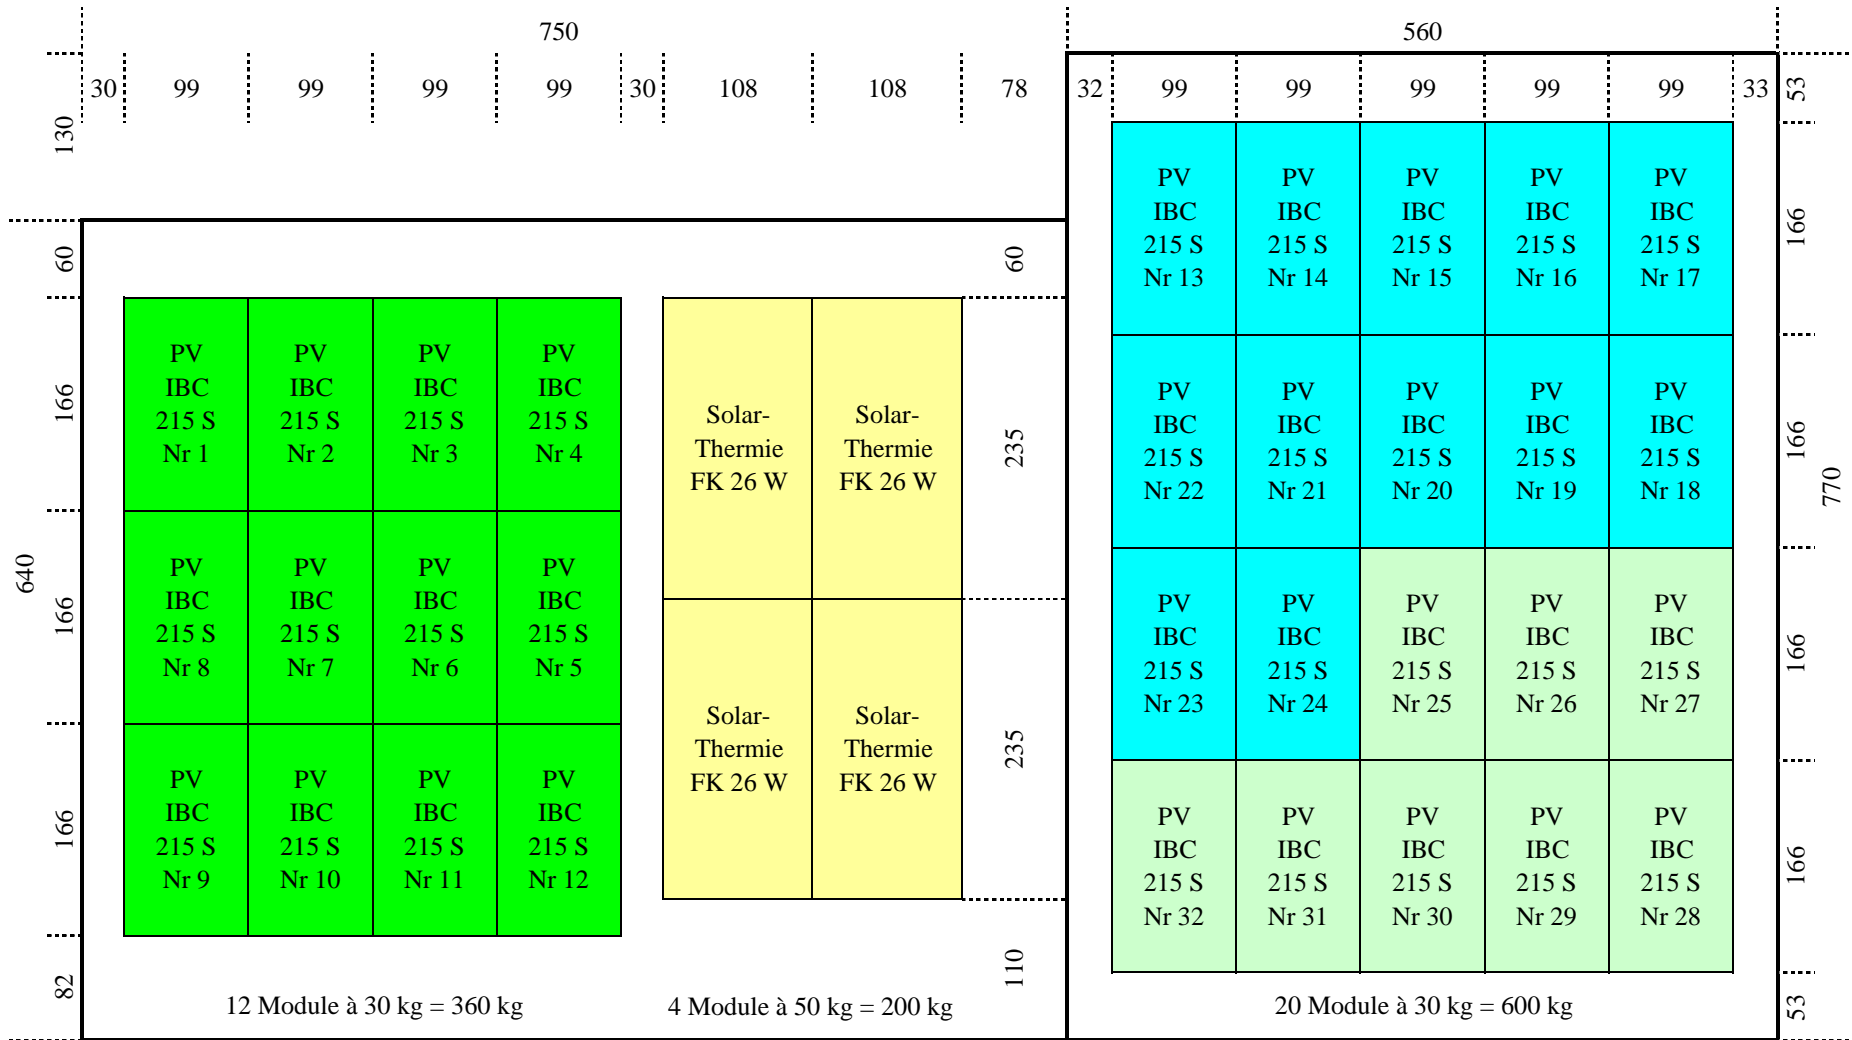 750
560
30 99 99 99 99 30 108 108 78
32 99 99 99 99 99 33
53
130
60
60
166
166
166
82
640
235
235
110
166
166
166
166
53
770
PV
IBC
215 S
Nr 1
PV
IBC
215 S
Nr 2
PV
IBC
215 S
Nr 3
PV
IBC
215 S
Nr 4
PV
IBC
215 S
Nr 8
PV
IBC
215 S
Nr 7
PV
IBC
215 S
Nr 6
PV
IBC
215 S
Nr 5
PV
IBC
215 S
Nr 9
PV
IBC
215 S
Nr 10
PV
IBC
215 S
Nr 11
PV
IBC
215 S
Nr 12
Solar-
Thermie
FK 26 W
Solar-
Thermie
FK 26 W
Solar-
Thermie
FK 26 W
Solar-
Thermie
FK 26 W
PV
IBC
215 S
Nr 13
PV
IBC
215 S
Nr 14
PV
IBC
215 S
Nr 15
PV
IBC
215 S
Nr 16
PV
IBC
215 S
Nr 17
PV
IBC
215 S
Nr 22
PV
IBC
215 S
Nr 21
PV
IBC
215 S
Nr 20
PV
IBC
215 S
Nr 19
PV
IBC
215 S
Nr 18
PV
IBC
215 S
Nr 23
PV
IBC
215 S
Nr 24
PV
IBC
215 S
Nr 25
PV
IBC
215 S
Nr 26
PV
IBC
215 S
Nr 27
PV
IBC
215 S
Nr 32
PV
IBC
215 S
Nr 31
PV
IBC
215 S
Nr 30
PV
IBC
215 S
Nr 29
PV
IBC
215 S
Nr 28
12 Module à 30 kg = 360 kg
4 Module à 50 kg = 200 kg
20 Module à 30 kg = 600 kg